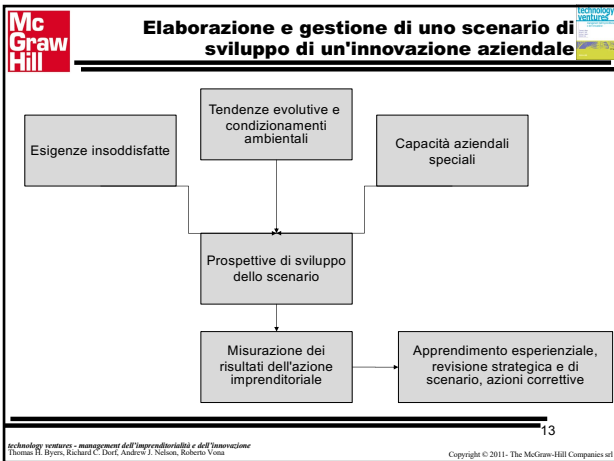 Mc
Graw
Hill
Elaborazione e gestione di uno scenario di
sviluppo di un'innovazione aziendale
technology
ventures
Esigenze insoddisfatte
Tendenze evolutive e
condizionamenti
ambientali
Capacità aziendali
speciali
Prospettive di sviluppo
dello scenario
Misurazione dei
risultati dell'azione
imprenditoriale
Apprendimento esperienziale,
revisione strategica e di
scenario, azioni correttive
13
technology ventures - management dell'imprenditorialità e dell'innovazione
Thomas H. Byers, Richard C. Dorf, Andrew J. Nelson, Roberto Vona
Copyright © 2011- The McGraw-Hill Companies srl